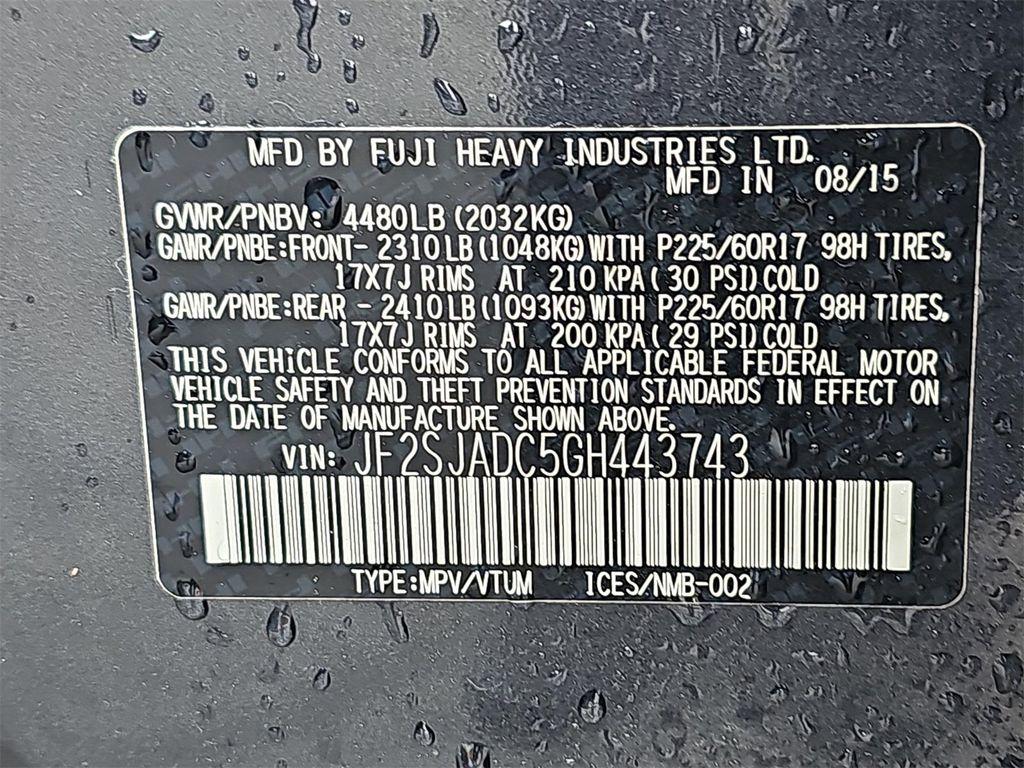 MFD BY FUJI HEAVY INDUSTRIES LTD.
MFD IN 08/15
GVWR/PNBV: 4480LB (2032KG)
GAWR/PNBE:FRONT- 2310LB (1048KG) WITH P225/60R17 98H TIRES,
17X7J RIMS AT 210 KPA ( 30 PSI) COLD
GAWR/PNBE:REAR - 2410LB (1093KG) WITH P225/60R17 98H TIRES,
17X7J RIMS AT 200 KPA ( 29 PSI) COLD
THIS VEHICLE CONFORMS TO ALL APPLICABLE FEDERAL MOTOR
VEHICLE SAFETY AND THEFT PREVENTION STANDARDS IN EFFECT ON
THE DATE OF MANUFACTURE SHOWN ABOVE.
VIN: JF2SJADC5GH443743
TYPE:MPV/VTUM ICES/NMB-002